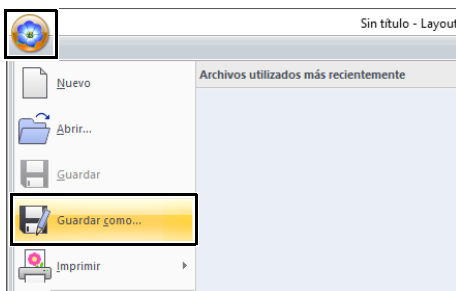 Sin título - Layout
Archivos utilizados más recientemente
Nuevo
Abrir...
Guardar
Guardar como...
Imprimir